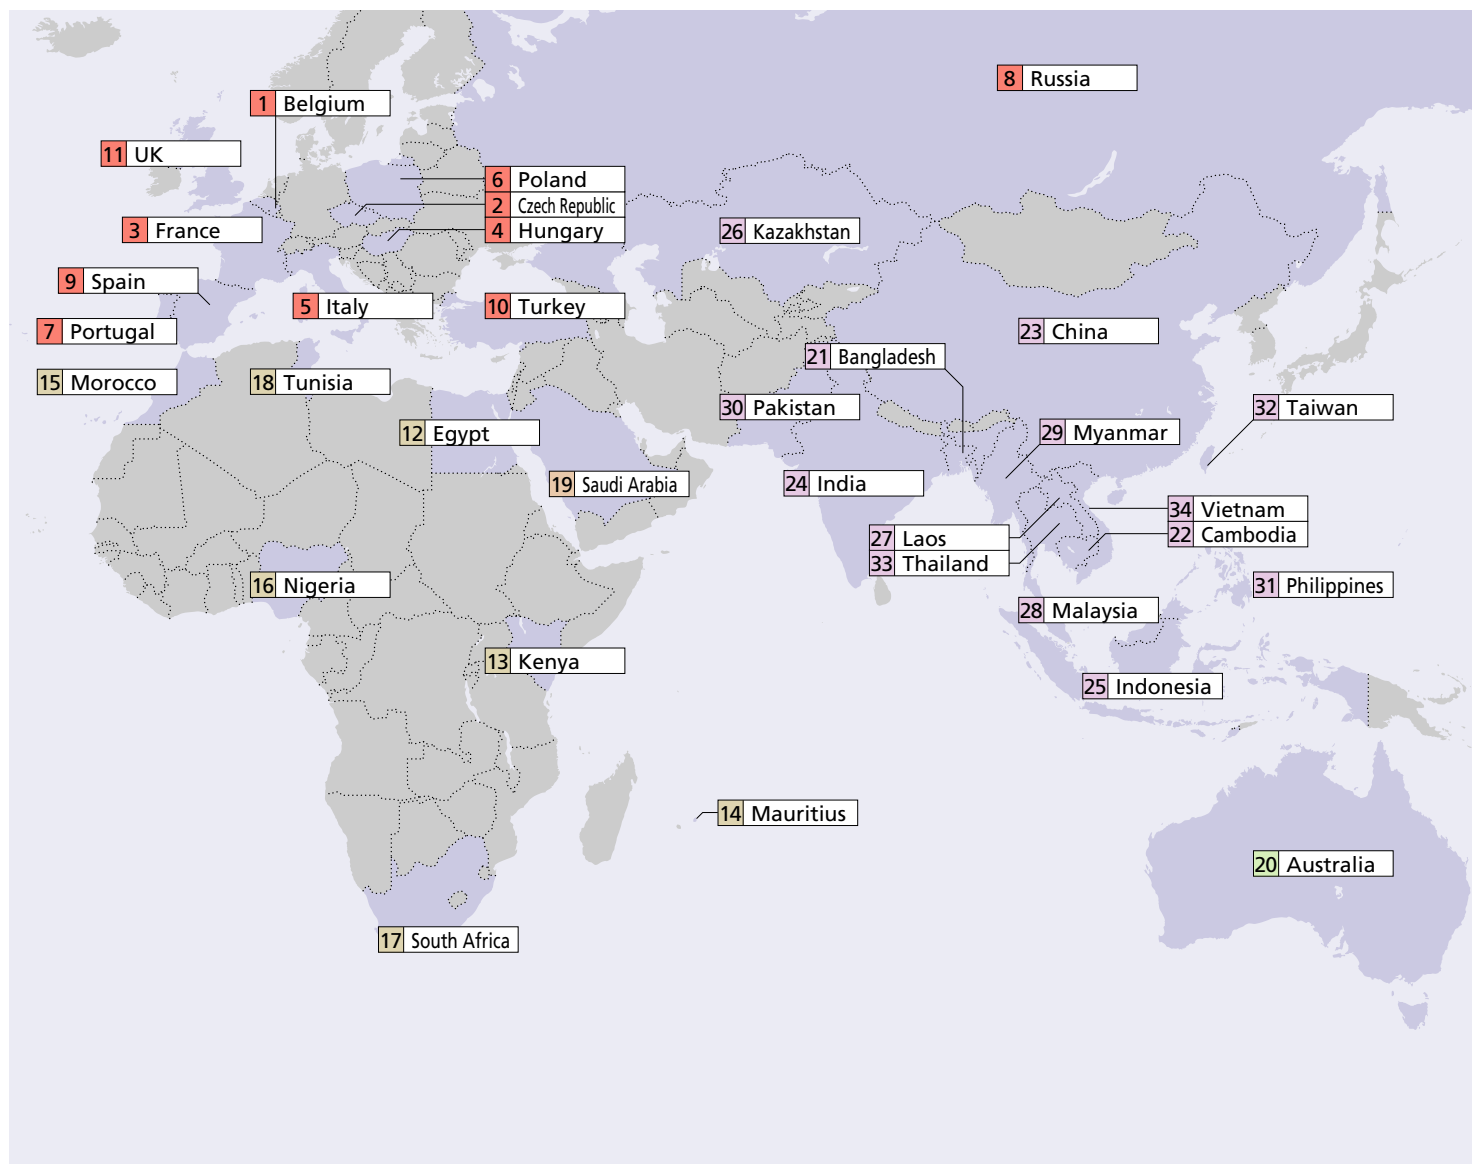 8 Russia
1 Belgium
11 UK
6 Poland
2 Czech Republic
4 Hungary
3 France
26 Kazakhstan
9 Spain
5 Italy
10 Turkey
7 Portugal
23 China
21 Bangladesh
15 Morocco
18 Tunisia
30 Pakistan
32 Taiwan
12 Egypt
29 Myanmar
19 Saudi Arabia
24 India
34 Vietnam
22 Cambodia
27 Laos
33 Thailand
16 Nigeria
31 Philippines
28 Malaysia
13 Kenya
25 Indonesia
14 Mauritius
20 Australia
17 South Africa